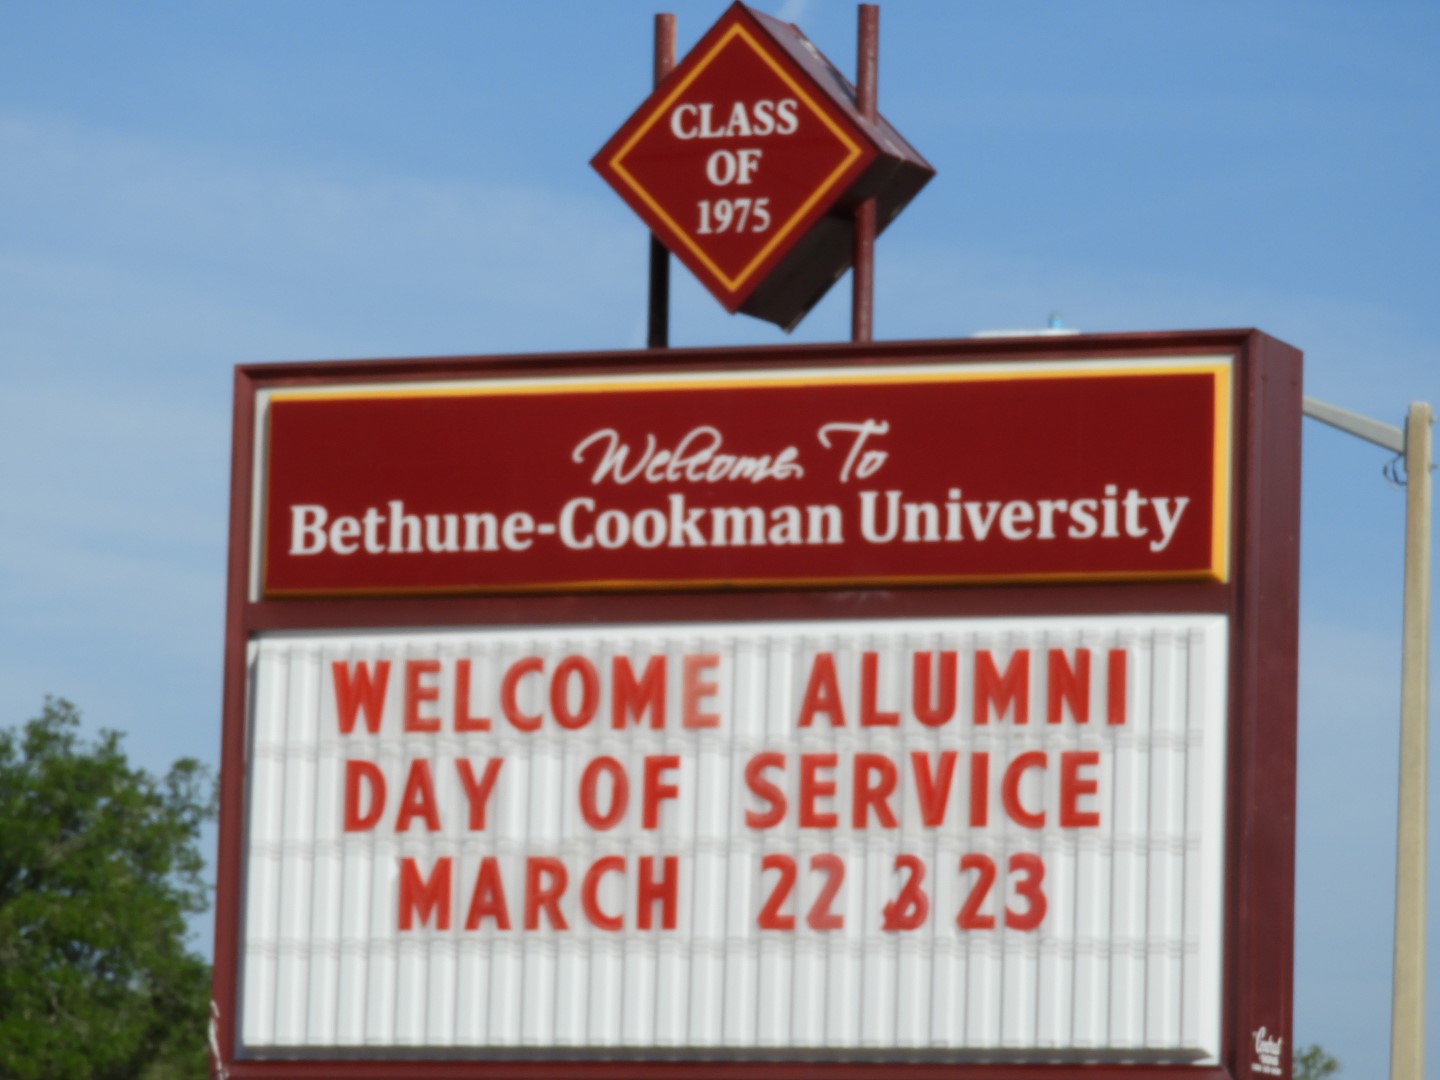 CLASS
OF
1975
Welcome To
Bethune-Cookman University
WELCOME ALUMNI
DAY OF SERVICE
MARCH 22 & 23